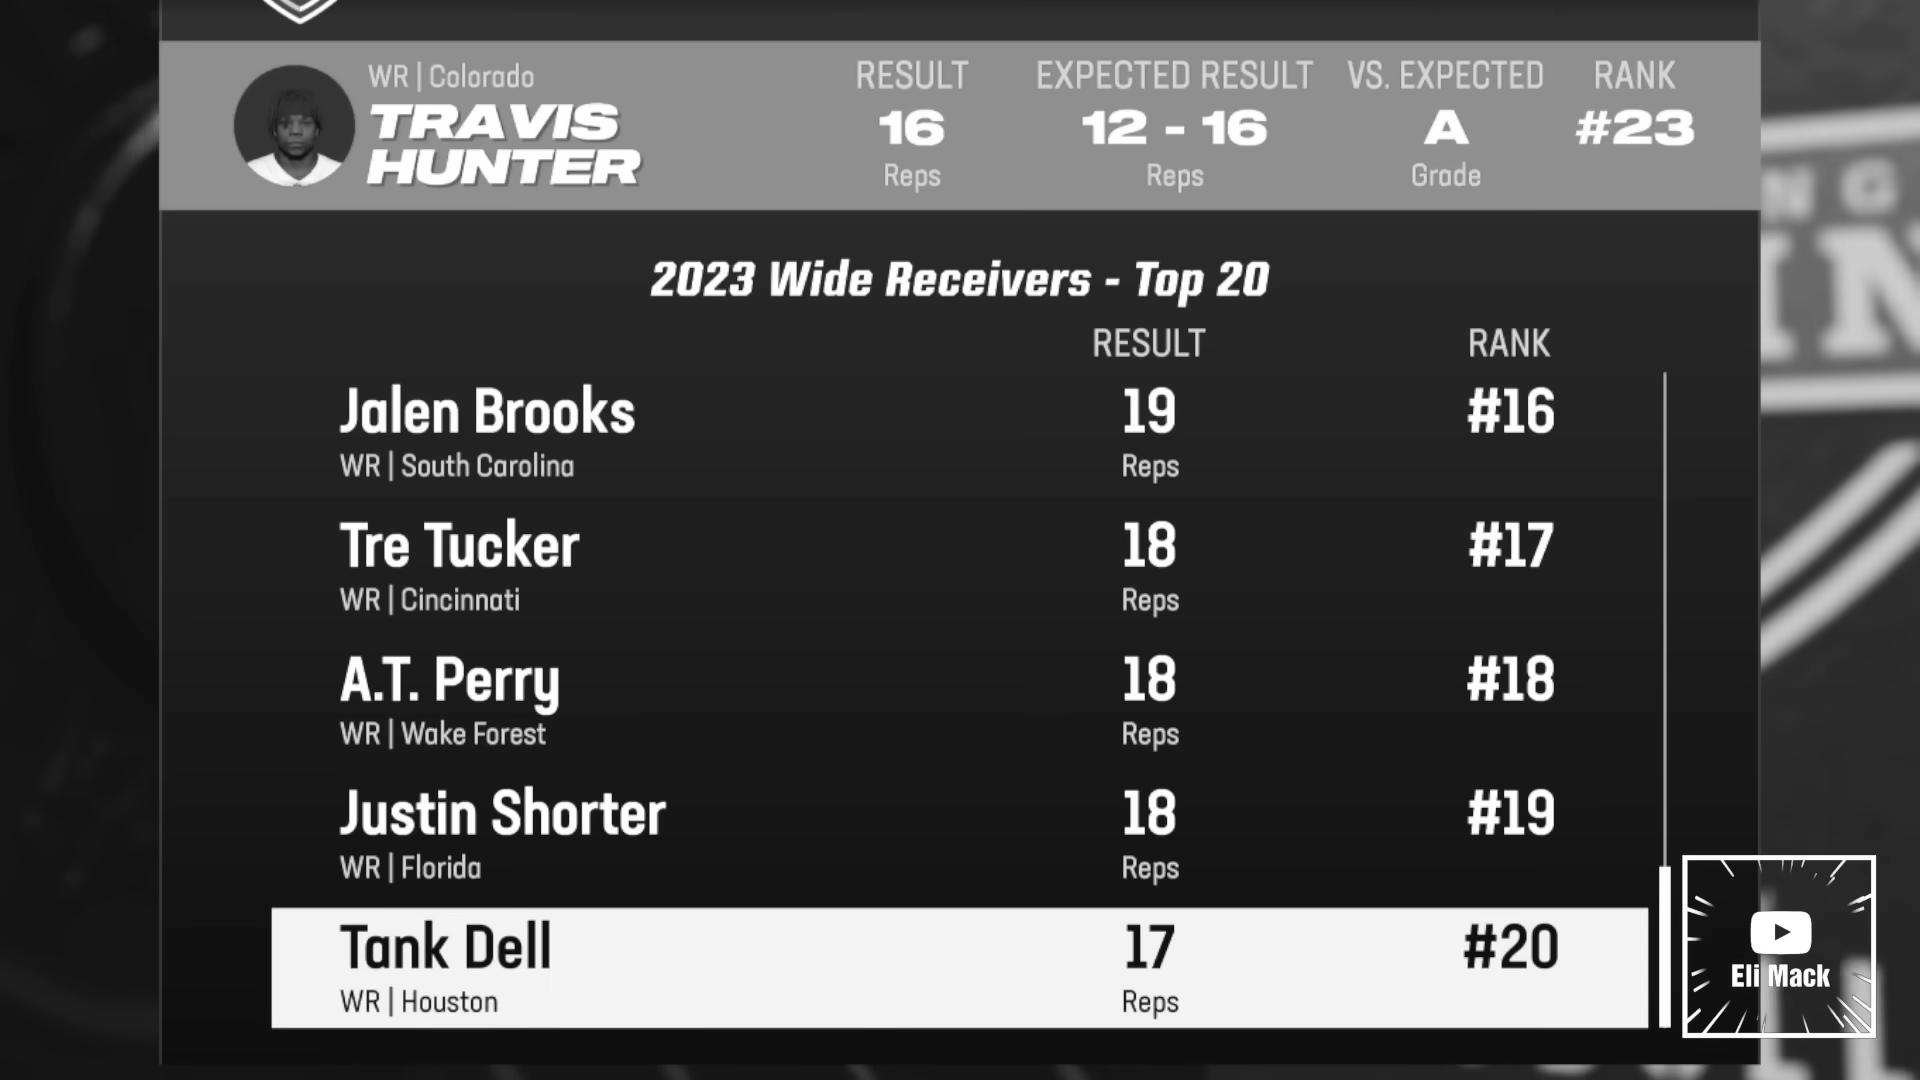 WR | Colorado
TRAVIS
HUNTER
RESULT
16
Reps
EXPECTED RESULT
12 - 16
Reps
VS. EXPECTED
A
Grade
RANK
#23
2023 Wide Receivers - Top 20
RESULT RANK
Jalen Brooks 19 #16
WR | South Carolina Reps
Tre Tucker 18 #17
WR | Cincinnati Reps
A.T. Perry 18 #18
WR | Wake Forest Reps
Justin Shorter 18 #19
WR | Florida Reps
Tank Dell 17 #20
WR | Houston Reps
Eli Mack